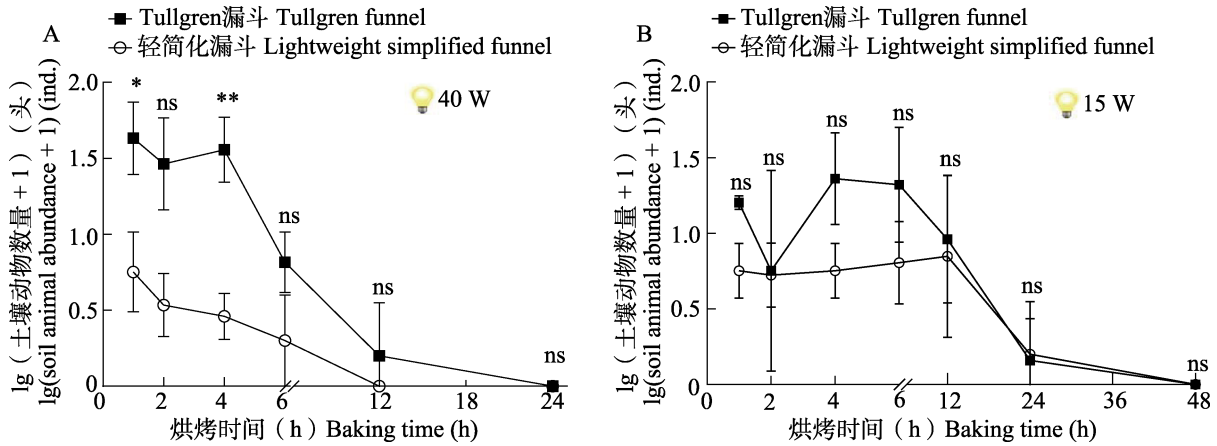 A
Tullgren漏斗 Tullgren funnel
轻简化漏斗 Lightweight simplified funnel
lg（土壤动物数量+1）（头）
lg(soil animal abundance+1) (ind.)
2.0
1.5
1.0
0.5
0
*
ns
**
ns
ns
ns
40 W
0
2
4
6
12
18
24
烘烤时间（h）Baking time (h)
B
Tullgren漏斗 Tullgren funnel
轻简化漏斗 Lightweight simplified funnel
lg（土壤动物数量+1）（头）
lg(soil animal abundance+1) (ind.)
2.0
1.5
1.0
0.5
0
ns
ns
ns
ns
ns
ns
ns
15 W
0
2
4
6
12
24
36
48
烘烤时间（h）Baking time (h)